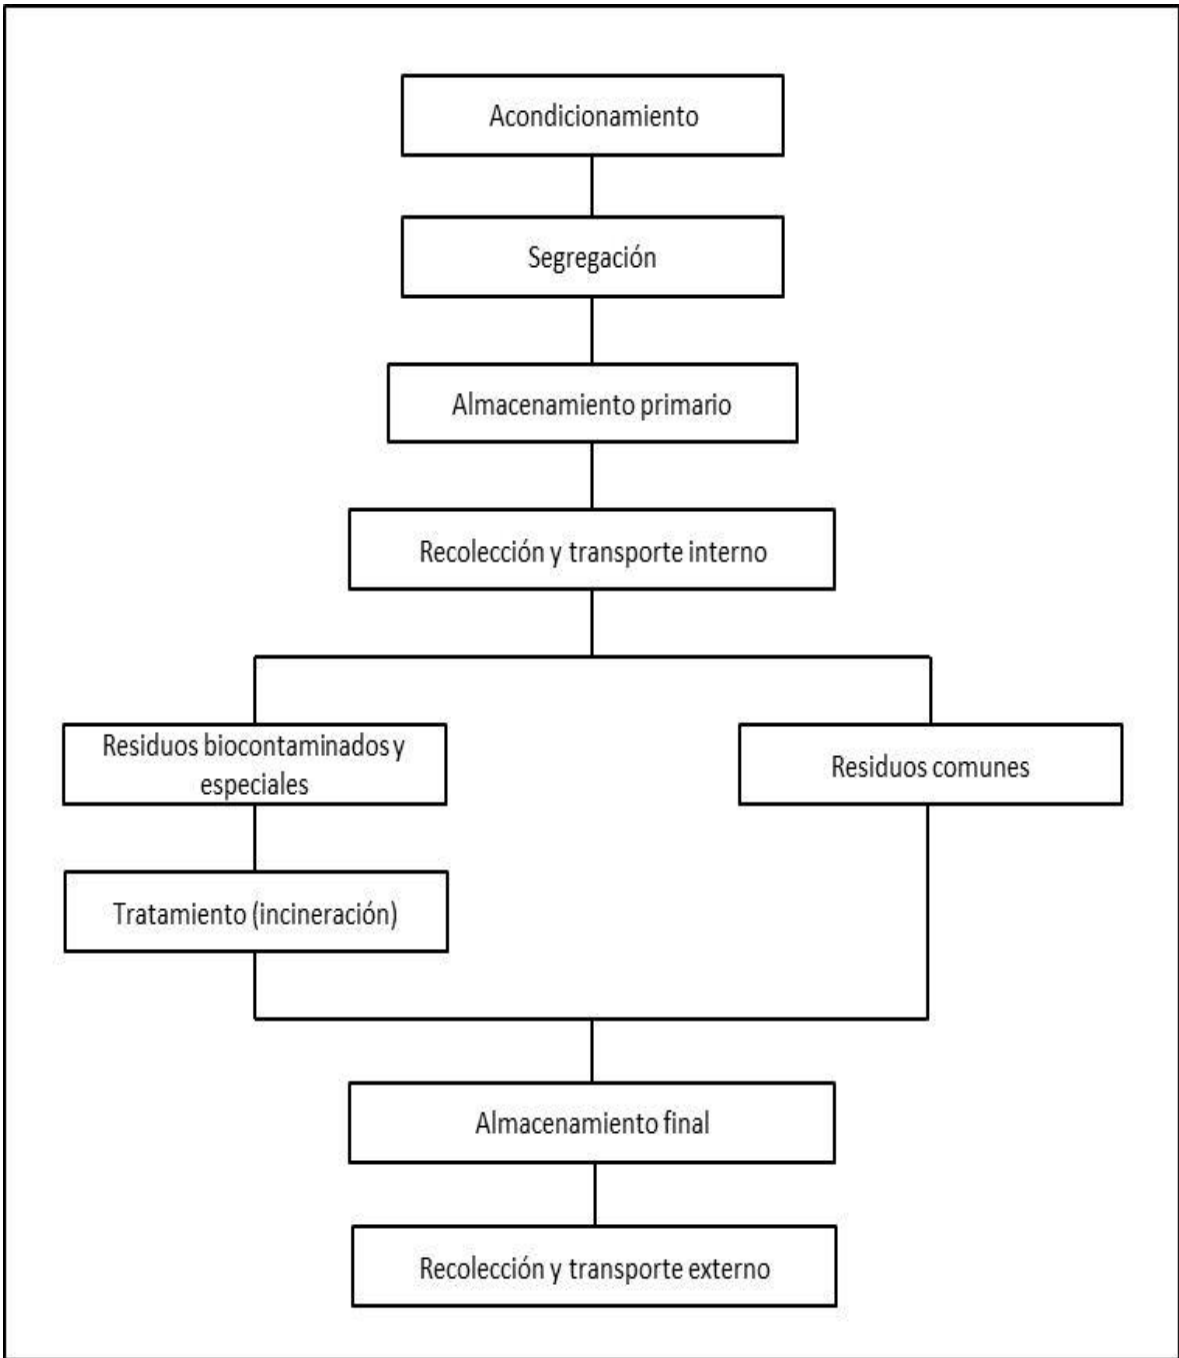 Acondicionamiento
Segregación
Almacenamiento primario
Recolección y transporte interno
Residuos biocontaminados y
especiales
Residuos comunes
Tratamiento (incineración)
Almacenamiento final
Recolección y transporte externo